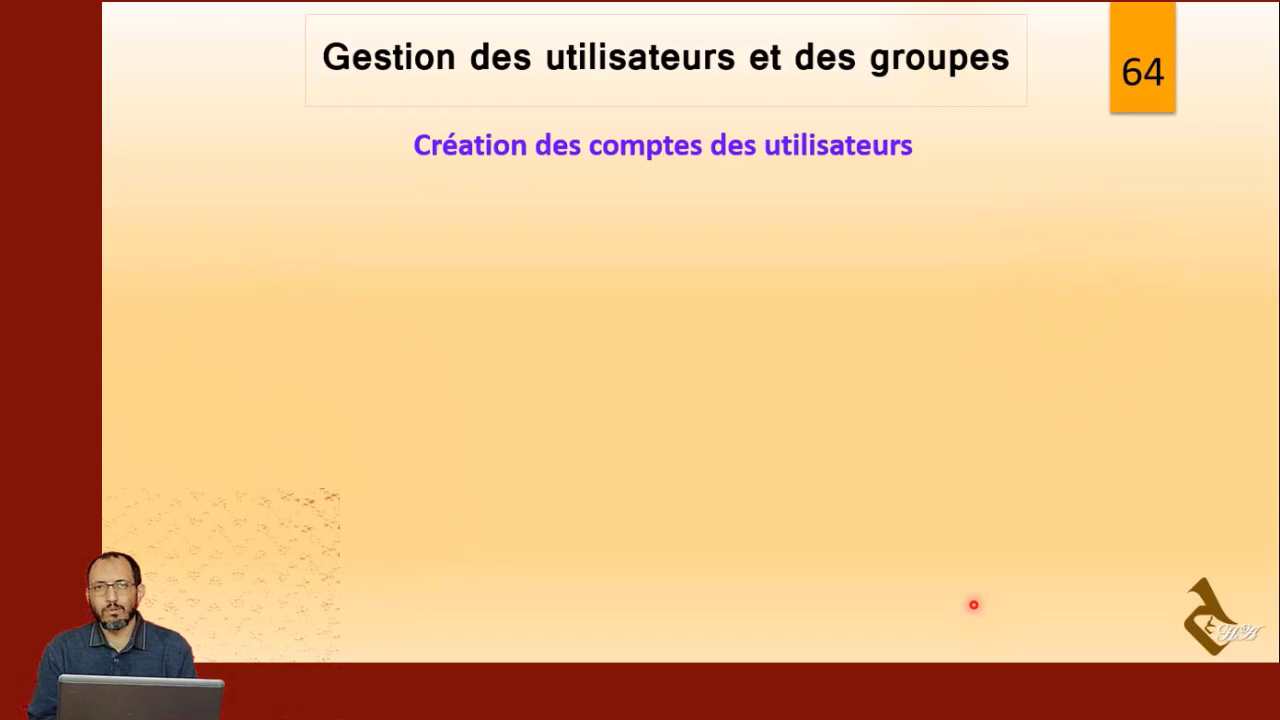 Gestion des utilisateurs et des groupes
64
Création des comptes des utilisateurs